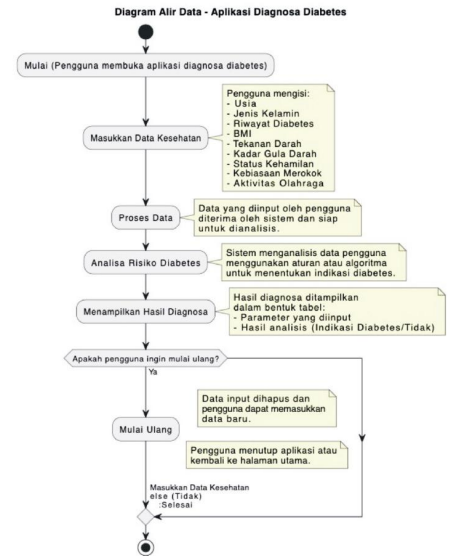 Diagram Alir Data - Aplikasi Diagnosa Diabetes
Mulai (Pengguna membuka aplikasi diagnosa diabetes)
Masukkan Data Kesehatan
Pengguna mengisi:
- Usia
- Jenis Kelamin
- Riwayat Diabetes
- BMI
- Tekanan Darah
- Kadar Gula Darah
- Status Kehamilan
- Kebiasaan Merokok
- Aktivitas Olahraga
Proses Data
Data yang diinput oleh pengguna
diterima oleh sistem dan siap
untuk dianalisis.
Analisa Risiko Diabetes
Sistem menganalisis data pengguna
menggunakan aturan atau algoritma
untuk menentukan indikasi diabetes.
Menampilkan Hasil Diagnosa
Hasil diagnosa ditampilkan
dalam bentuk tabel:
- Parameter yang diinput
- Hasil analisis (Indikasi Diabetes/Tidak)
Apakah pengguna ingin mulai ulang?
Ya
Data input dihapus dan
pengguna dapat memasukkan
data baru.
Mulai Ulang
Pengguna menutup aplikasi atau
kembali ke halaman utama.
Masukkan Data Kesehatan
else (Tidak)
:Selesai